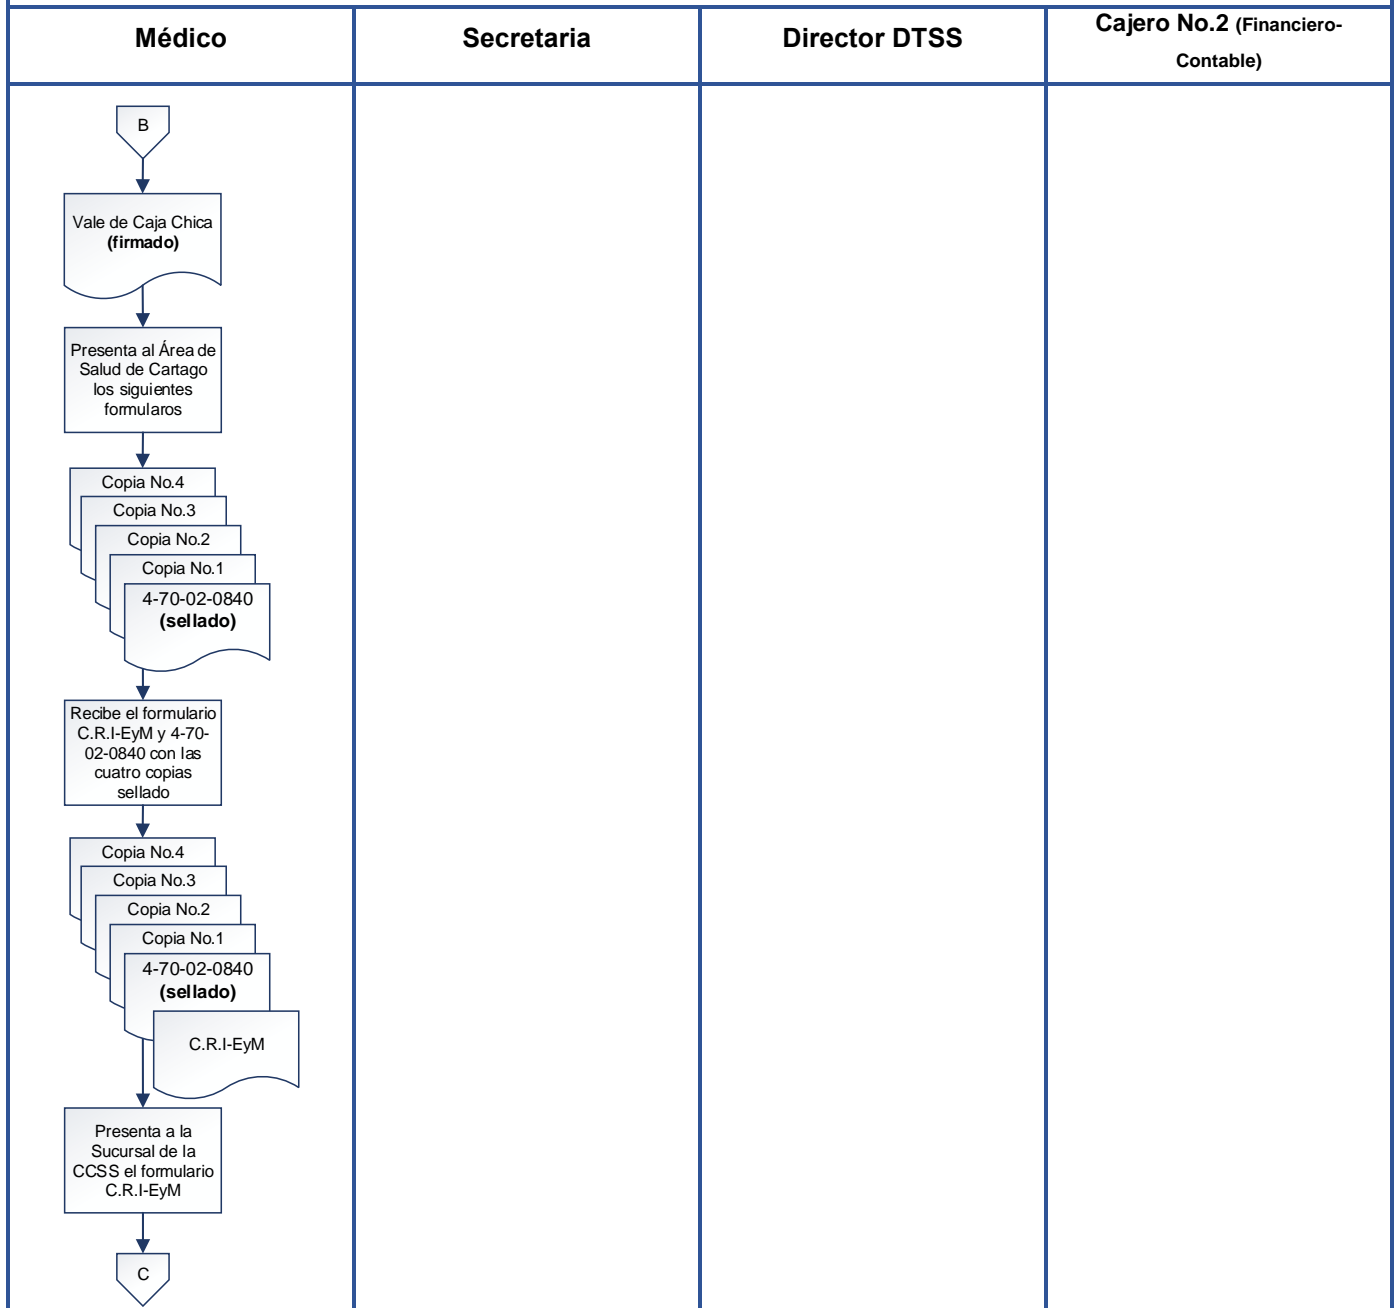 Médico
Secretaria
Director DTSS
Cajero No.2 (Financiero-
Contable)
B
Vale de Caja Chica
(firmado)
Presenta al Área de
Salud de Cartago
los siguientes
formularos
Copia No.4
Copia No.3
Copia No.2
Copia No.1
4-70-02-0840
(sellado)
Recibe el formulario
C.R.I-EyM y 4-70-
02-0840 con las
cuatro copias
sellado
Copia No.4
Copia No.3
Copia No.2
Copia No.1
4-70-02-0840
(sellado)
C.R.I-EyM
Presenta a la
Sucursal de la
CCSS el formulario
C.R.I-EyM
C